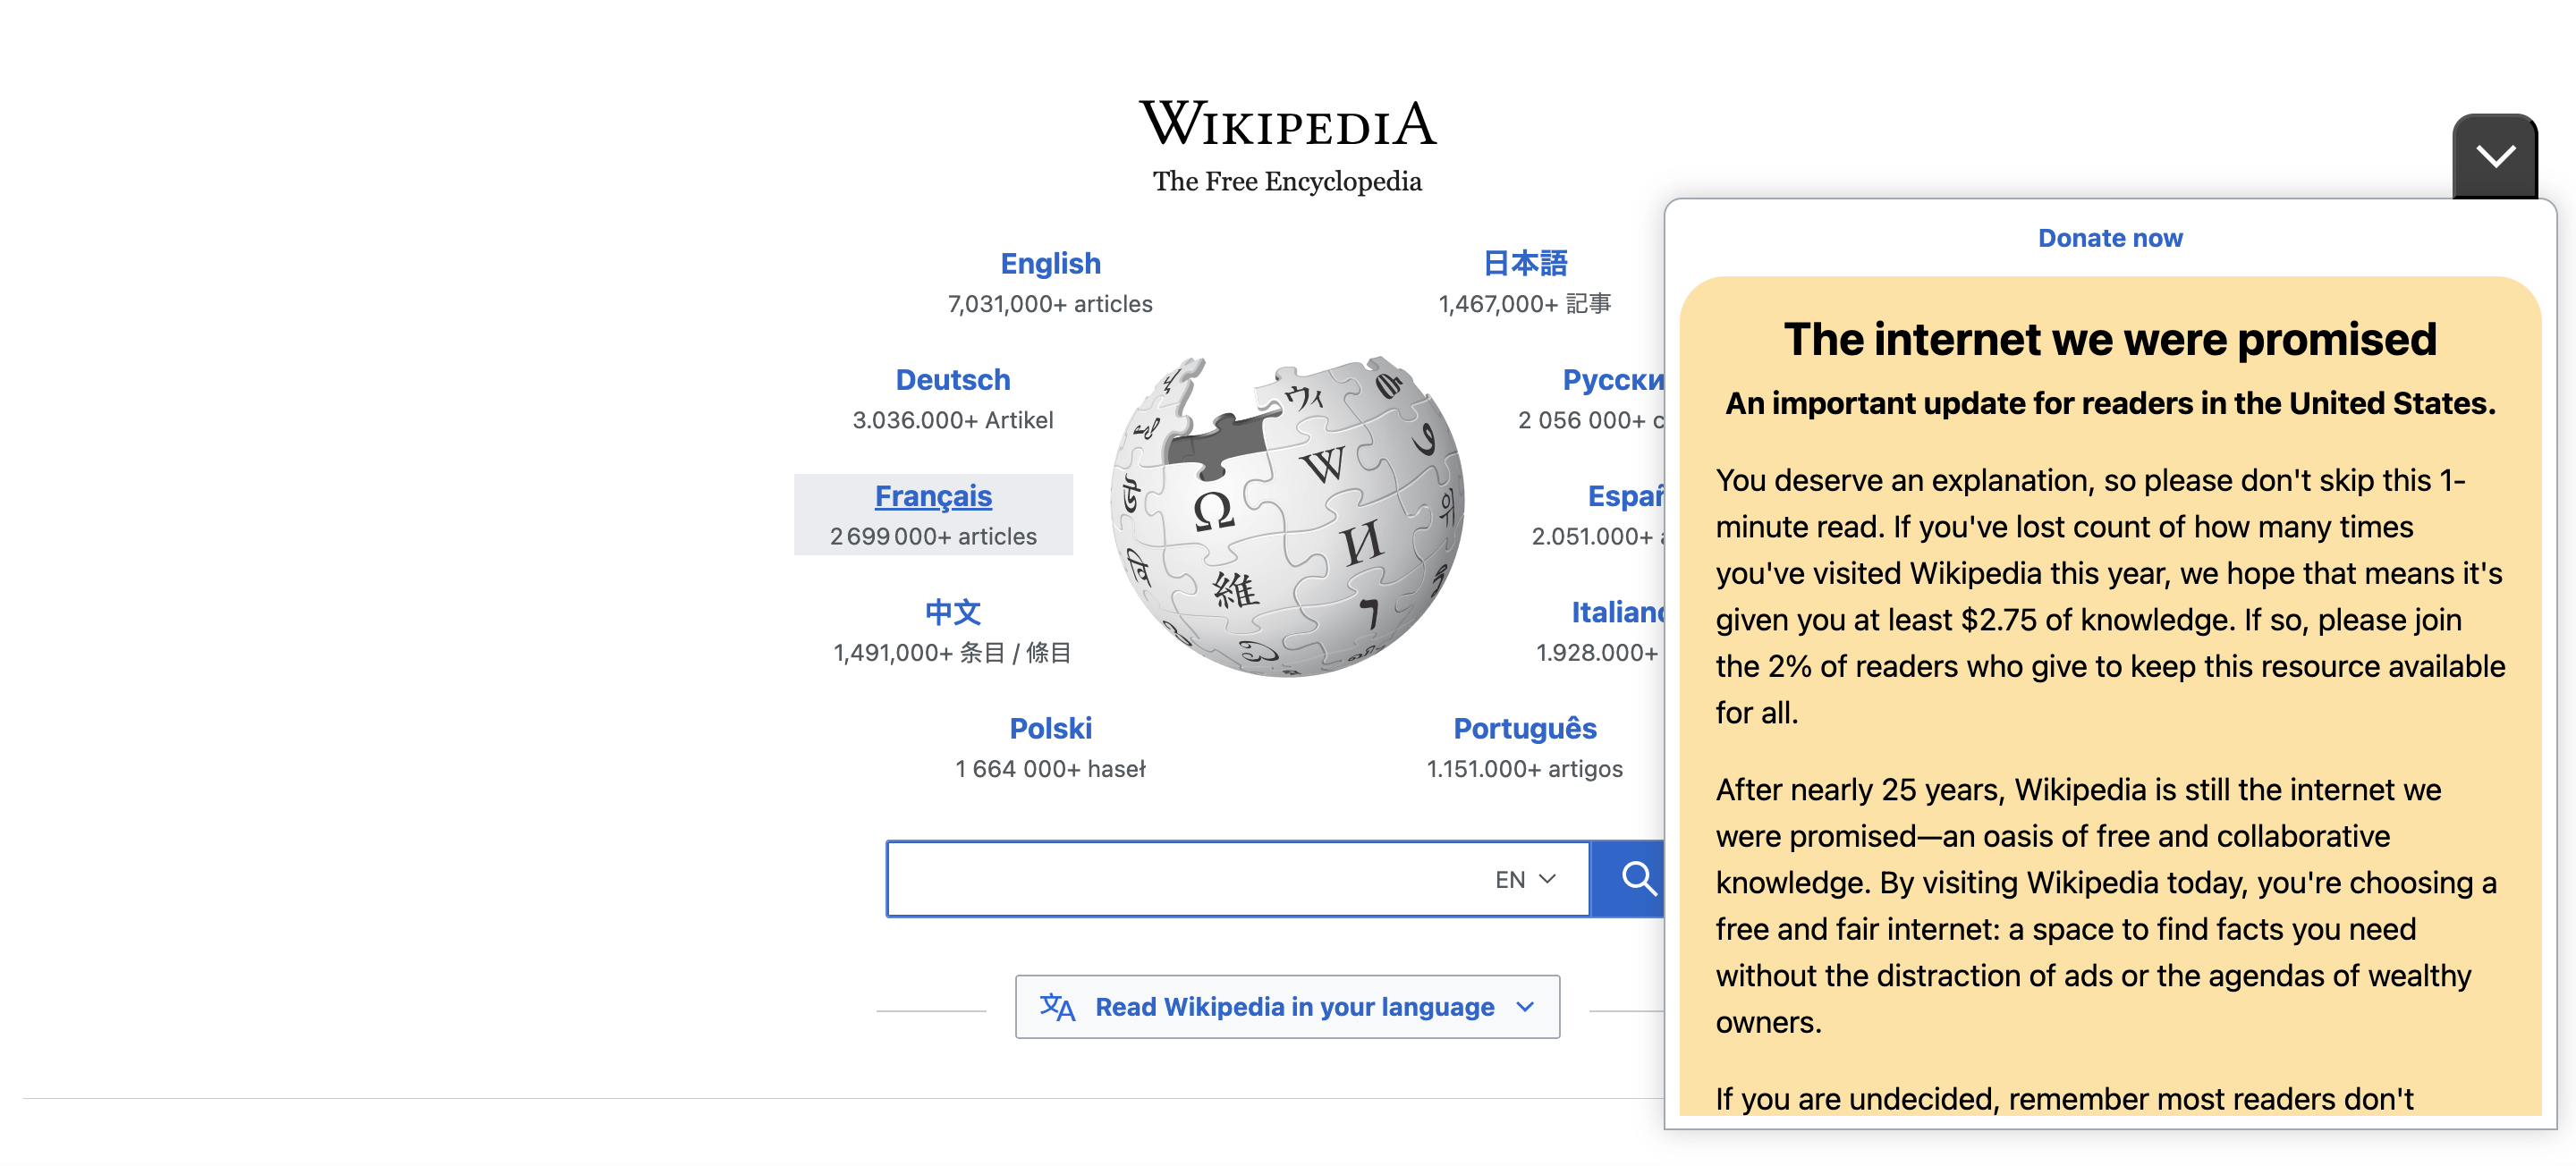 WIKIPEDIA
The Free Encyclopedia
English
7,031,000+ articles
日本語
1,467,000+ 記事
Deutsch
3.036.000+ Artikel
2 056 000+
Français
2 699 000+ articles
2.051.000+
中文
1,491,000+ 条目 / 條目
1.928.000+
Polski
1 664 000+ haseł
Português
1.151.000+ artigos
EN
Read Wikipedia in your language
Donate now
The internet we were promised
An important update for readers in the United States.
You deserve an explanation, so please don't skip this 1-
minute read. If you've lost count of how many times
you've visited Wikipedia this year, we hope that means it's
given you at least $2.75 of knowledge. If so, please join
the 2% of readers who give to keep this resource available
for all.
After nearly 25 years, Wikipedia is still the internet we
were promised—an oasis of free and collaborative
knowledge. By visiting Wikipedia today, you're choosing a
free and fair internet: a space to find facts you need
without the distraction of ads or the agendas of wealthy
owners.
If you are undecided, remember most readers don't